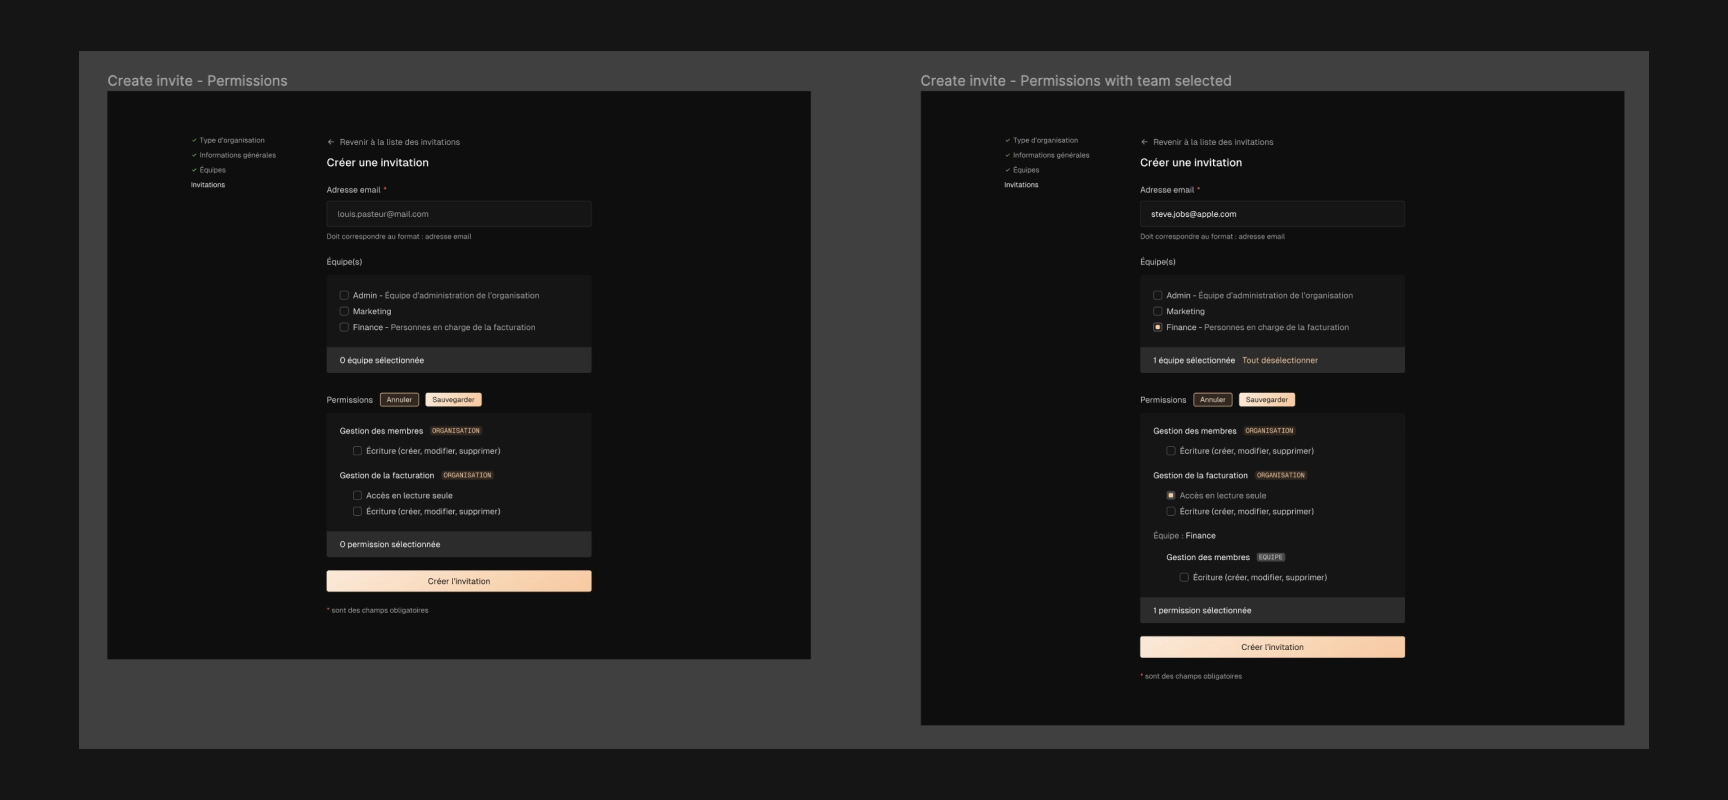 Create invite - Permissions
✓ Type d'organisation
✓ Informations générales
✓ Équipes
Invitations
← Revenir à la liste des invitations
Créer une invitation
Adresse email *
louis.pasteur@mail.com
Doit correspondre au format : adresse email
Équipe(s)
Admin - Équipe d'administration de l'organisation
Marketing
Finance - Personnes en charge de la facturation
0 équipe sélectionnée
Permissions Annuler Sauvegarder
Gestion des membres ORGANISATION
Écriture (créer, modifier, supprimer)
Gestion de la facturation ORGANISATION
Accès en lecture seule
Écriture (créer, modifier, supprimer)
0 permission sélectionnée
Créer l'invitation
* sont des champs obligatoires
Create invite - Permissions with team selected
✓ Type d'organisation
✓ Informations générales
✓ Équipes
Invitations
← Revenir à la liste des invitations
Créer une invitation
Adresse email *
steve.jobs@apple.com
Doit correspondre au format : adresse email
Équipe(s)
Admin - Équipe d'administration de l'organisation
Marketing
Finance - Personnes en charge de la facturation
1 équipe sélectionnée Tout désélectionner
Permissions Annuler Sauvegarder
Gestion des membres ORGANISATION
Écriture (créer, modifier, supprimer)
Gestion de la facturation ORGANISATION
Accès en lecture seule
Écriture (créer, modifier, supprimer)
Équipe : Finance
Gestion des membres EQUIPE
Écriture (créer, modifier, supprimer)
1 permission sélectionnée
Créer l'invitation
* sont des champs obligatoires